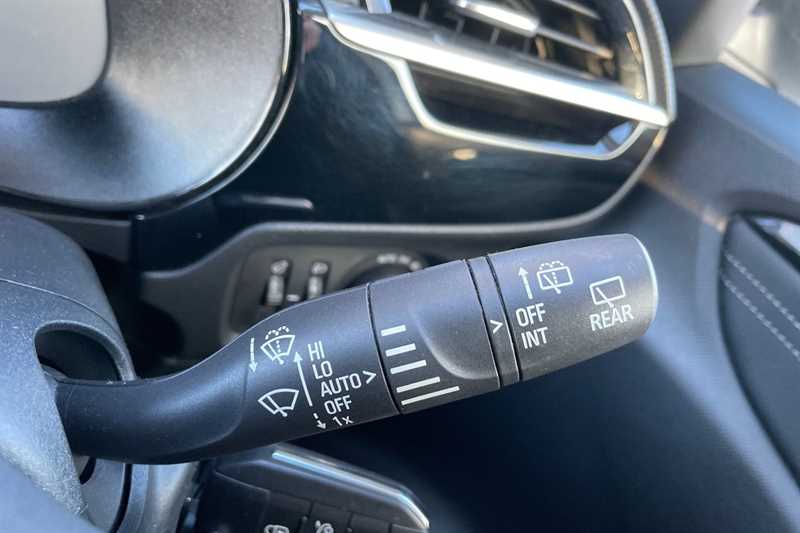 HI
LO
AUTO >
OFF
1x
>
OFF
INT
REAR